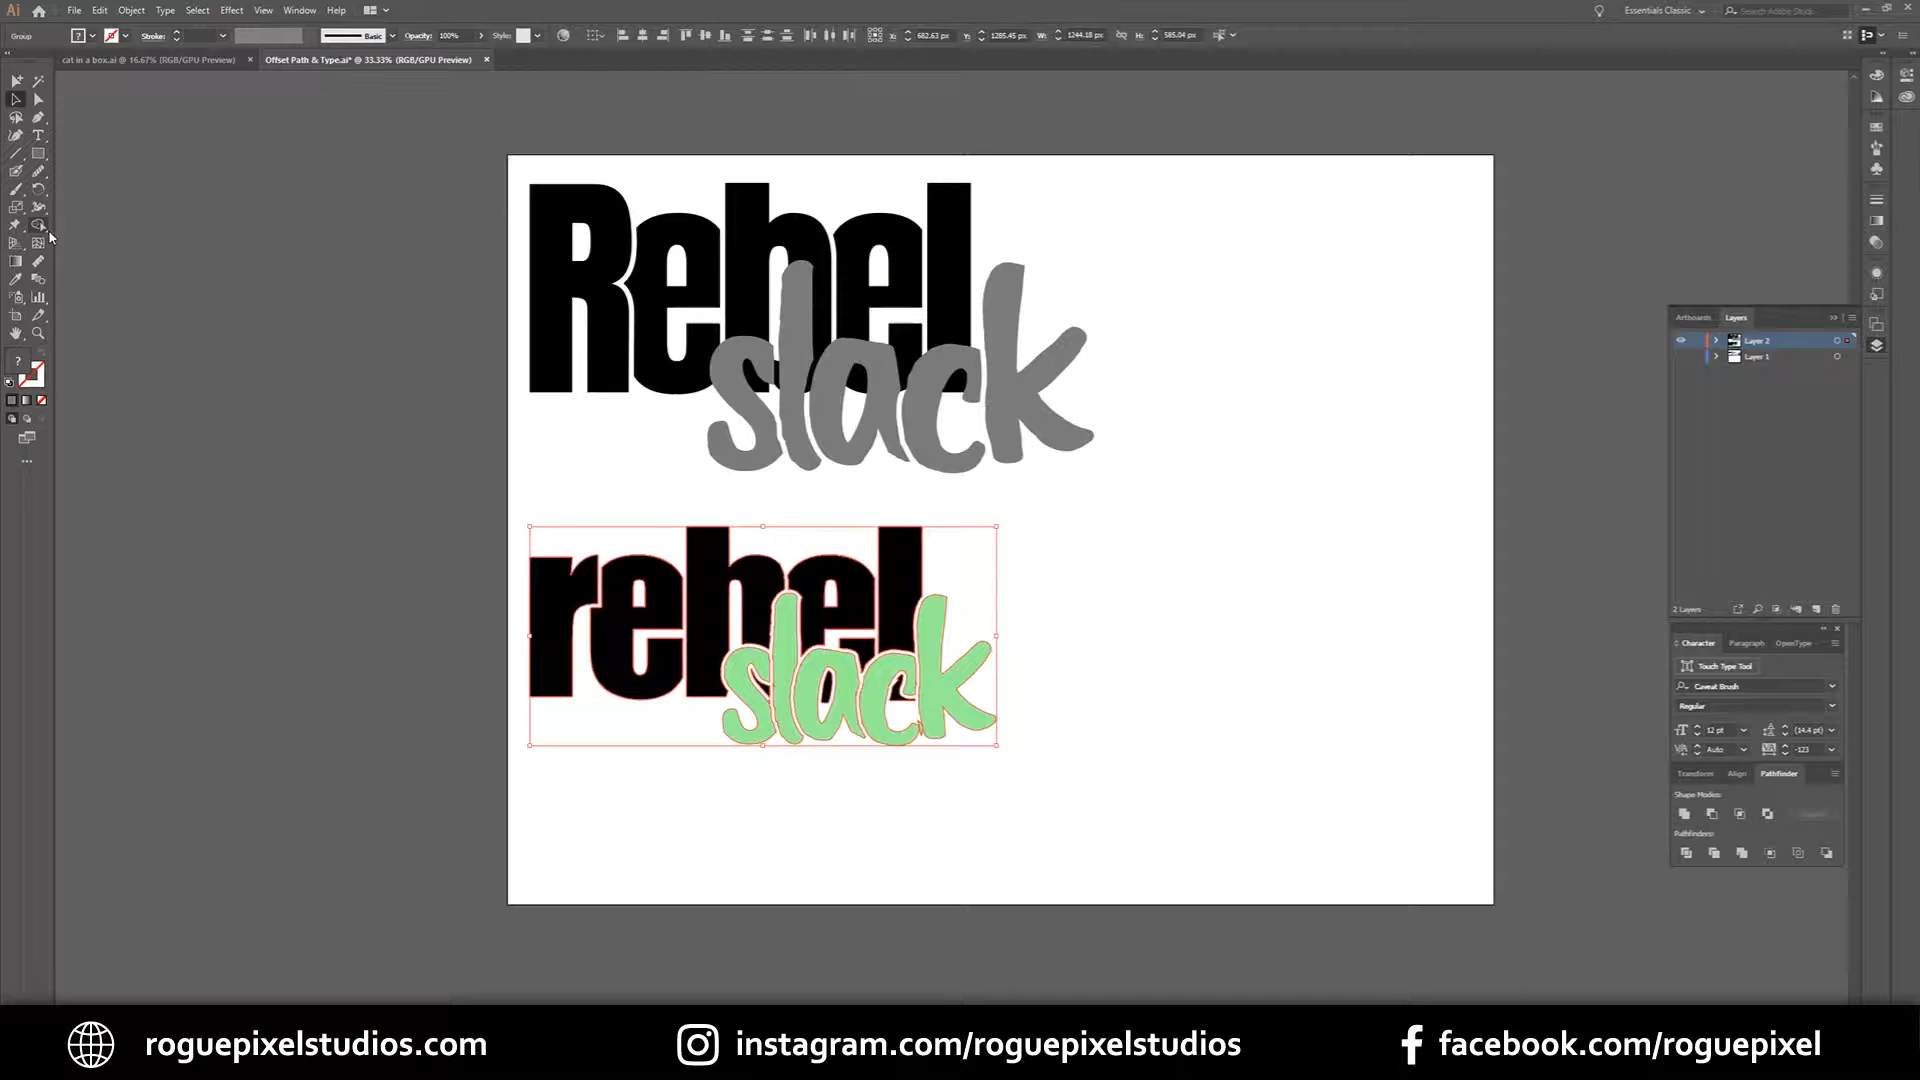 Ai File Edit Object Type Select Effect View Window Help Essentials Classic Search Adobe Stock
Group Stroke: Basic Opacity: 100% Style: X: 682.63 px Y: 1285.45 px W: 1244.18 px H: 585.04 px
cat in a box.ai @ 16.67% (RGB/GPU Preview) × Offset Path & Type.ai* @ 33.33% (RGB/GPU Preview) ×
Rebel
slack
rebel
slack
Artboards Layers
Layer 2
Layer 1
2 Layers
Character Paragraph OpenType
Touch Type Tool
Caveat Brush
Regular
12 pt (14.4 pt)
Auto -123
Transform Align Pathfinder
Shape Modes:
Pathfinders:
roguepixelstudios.com instagram.com/roguepixelstudios facebook.com/roguepixel